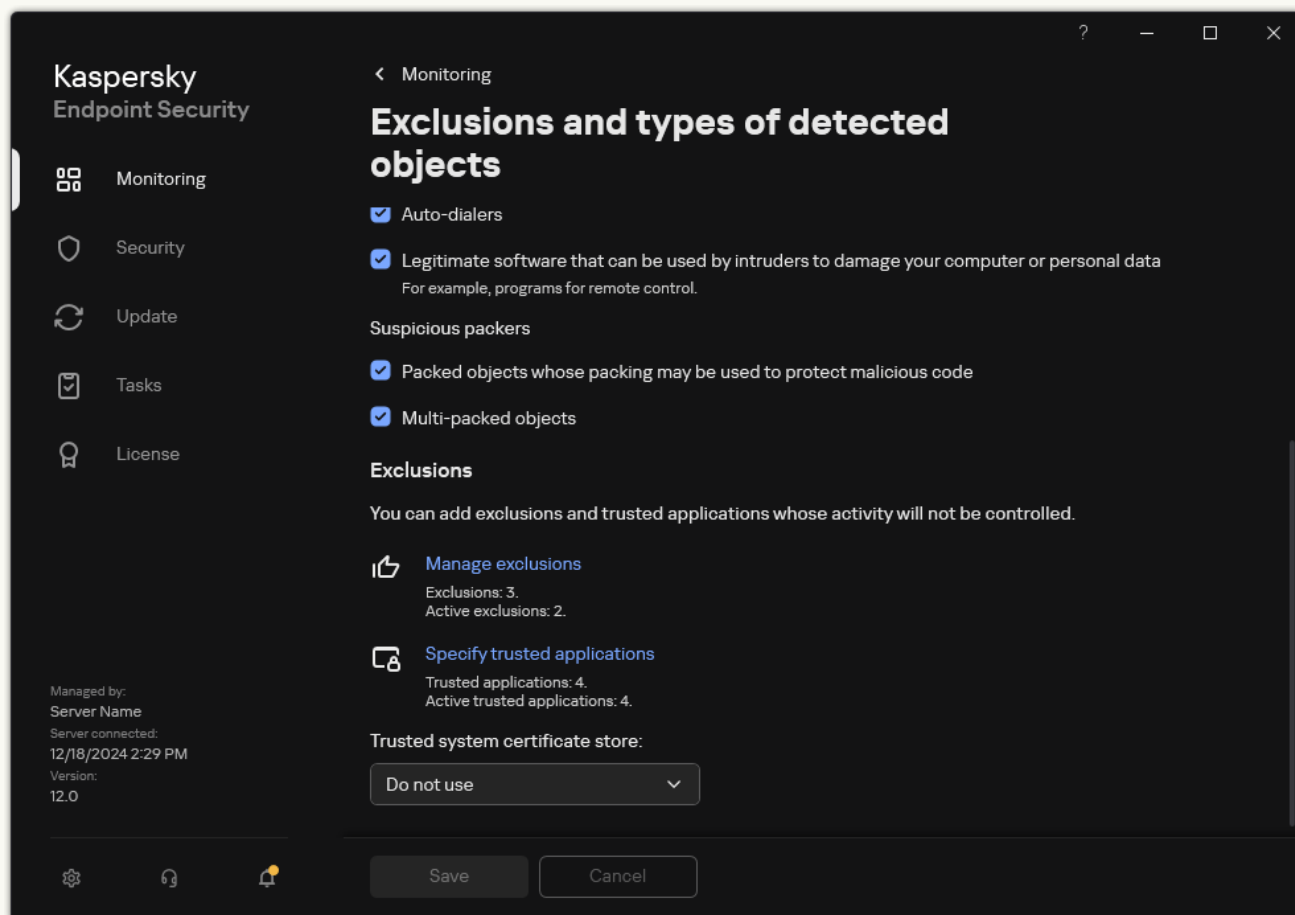 ?
Kaspersky
Endpoint Security
Monitoring
Security
Update
Tasks
License
Managed by:
Server Name
Server connected:
12/18/2024 2:29 PM
Version:
12.0
Monitoring
Exclusions and types of detected
objects
Auto-dialers
Legitimate software that can be used by intruders to damage your computer or personal data
For example, programs for remote control.
Suspicious packers
Packed objects whose packing may be used to protect malicious code
Multi-packed objects
Exclusions
You can add exclusions and trusted applications whose activity will not be controlled.
Manage exclusions
Exclusions: 3.
Active exclusions: 2.
Specify trusted applications
Trusted applications: 4.
Active trusted applications: 4.
Trusted system certificate store:
Do not use
Save
Cancel